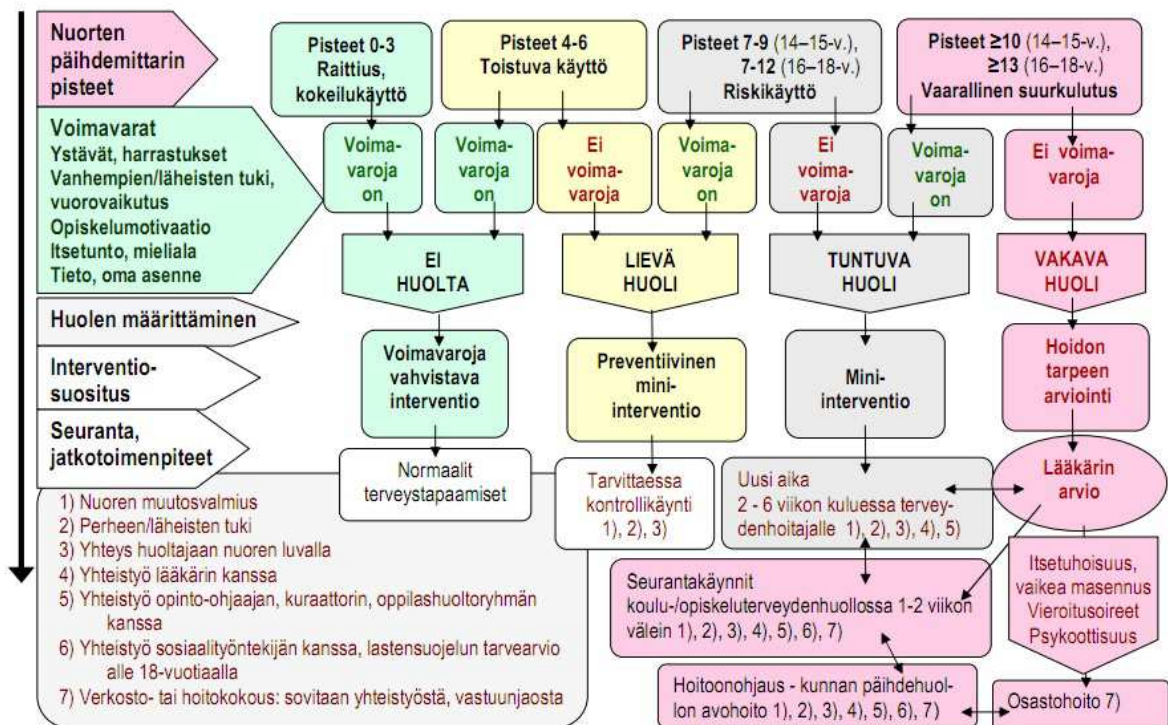 Nuorten
päihdemittarin
pisteet
Pisteet 0-3
Raittius,
kokeilukäyttö
Pisteet 4-6
Toistuva käyttö
Pisteet 7-9 (14–15-v.),
7-12 (16–18-v.)
Riskikäyttö
Pisteet ≥10 (14–15-v.),
≥13 (16–18-v.)
Vaarallinen suurkulutus
Voimavarat
Ystävät, harrastukset
Vanhempien/läheisten tuki,
vuorovaikutus
Opiskelumotivaatio
Itsetunto, mieliala
Tieto, oma asenne
Voima-
varoja
on
Voima-
varoja
on
Ei
voima-
varoja
Voima-
varoja
on
Ei
voima-
varoja
Voima-
varoja
on
Ei voima-
varoja
EI
HUOLTA
LIEVÄ
HUOLI
TUNTUVA
HUOLI
VAKAVA
HUOLI
Huolen määrittäminen
Interventio-
suositus
Voimavaroja
vahvistava
interventio
Preventiivinen
mini-
interventio
Mini-
interventio
Hoidon
tarpeen
arviointi
Seuranta,
jatkotoimenpiteet
Normaalit
terveystapaamiset
Tarvittaessa
kontrollikäynti
1), 2), 3)
Uusi aika
2 - 6 viikon kuluessa tervey-
denhoitajalle 1), 2), 3), 4), 5)
Lääkärin
arvio
1) Nuoren muutosvalmius
2) Perheen/läheisten tuki
3) Yhteys huoltajaan nuoren luvalla
4) Yhteistyö lääkärin kanssa
5) Yhteistyö opinto-ohjaajan, kuraattorin, oppilashuoltoryhmän
kanssa
6) Yhteistyö sosiaalityöntekijän kanssa, lastensuojelun tarvearvio
alle 18-vuotiaalla
7) Verkosto- tai hoitokokous: sovitaan yhteistyöstä, vastuunjaosta
Seurantakäynnit
koulu-/opiskeluterveydenhuollossa 1-2 viikon
välein 1), 2), 3), 4), 5), 6), 7)
Itsetuhoisuus,
vaikea masennus
Vieroitusoireet
Psykoottisuus
Hoitoonohjaus - kunnan päihdehuol-
lon avohoito 1), 2), 3), 4), 5), 6), 7)
Osastohoito 7)